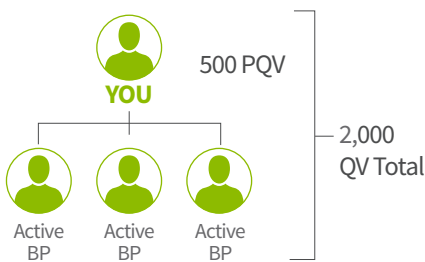 500 PQV
YOU
2,000
QV Total
Active
BP
Active
BP
Active
BP